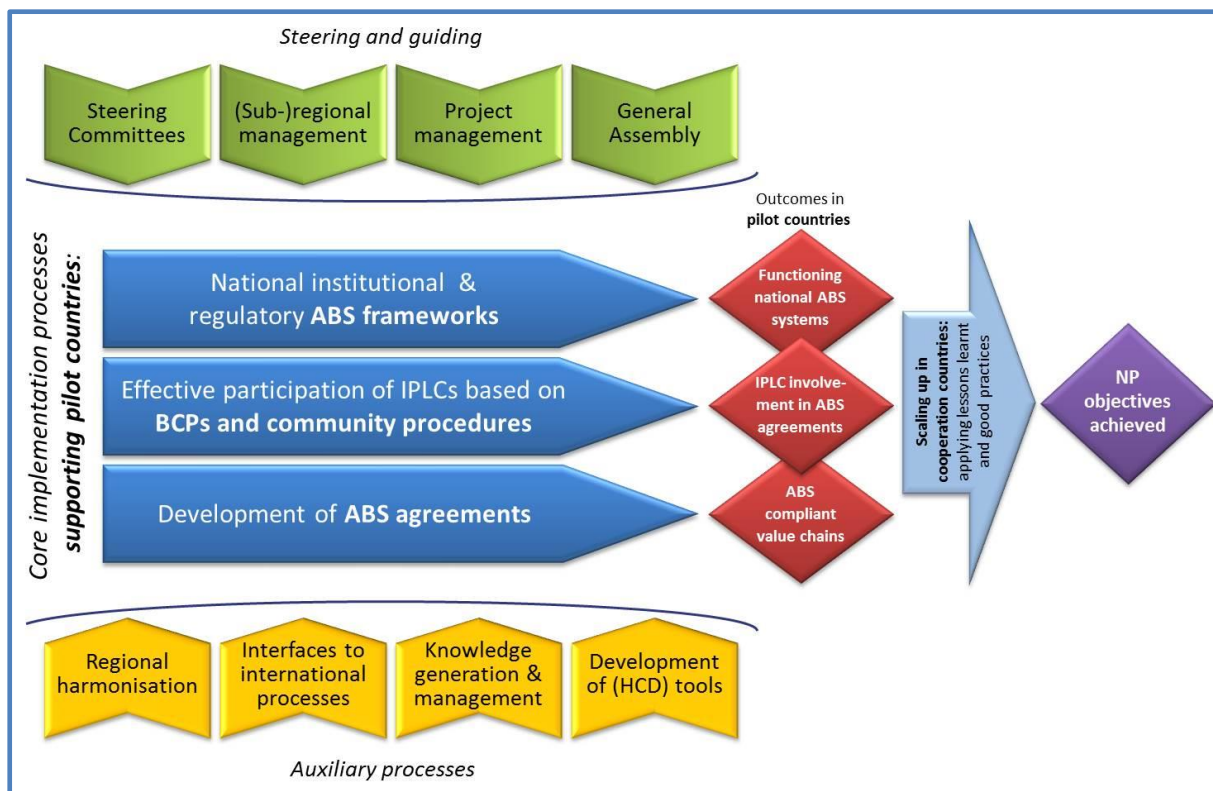 Steering and guiding
Steering
Committees
(Sub-)regional
management
Project
management
General
Assembly
Core implementation processes
supporting pilot countries:
Outcomes in
pilot countries
National institutional &
regulatory ABS frameworks
Functioning
national ABS
systems
Effective participation of IPLCs based on
BCPs and community procedures
IPLC involve-
ment in ABS
agreements
Development of ABS agreements
ABS
compliant
value chains
Scaling up in
cooperation countries:
applying lessons learnt
and good practices
NP
objectives
achieved
Regional
harmonisation
Interfaces to
international
processes
Knowledge
generation &
management
Development
of (HCD) tools
Auxiliary processes